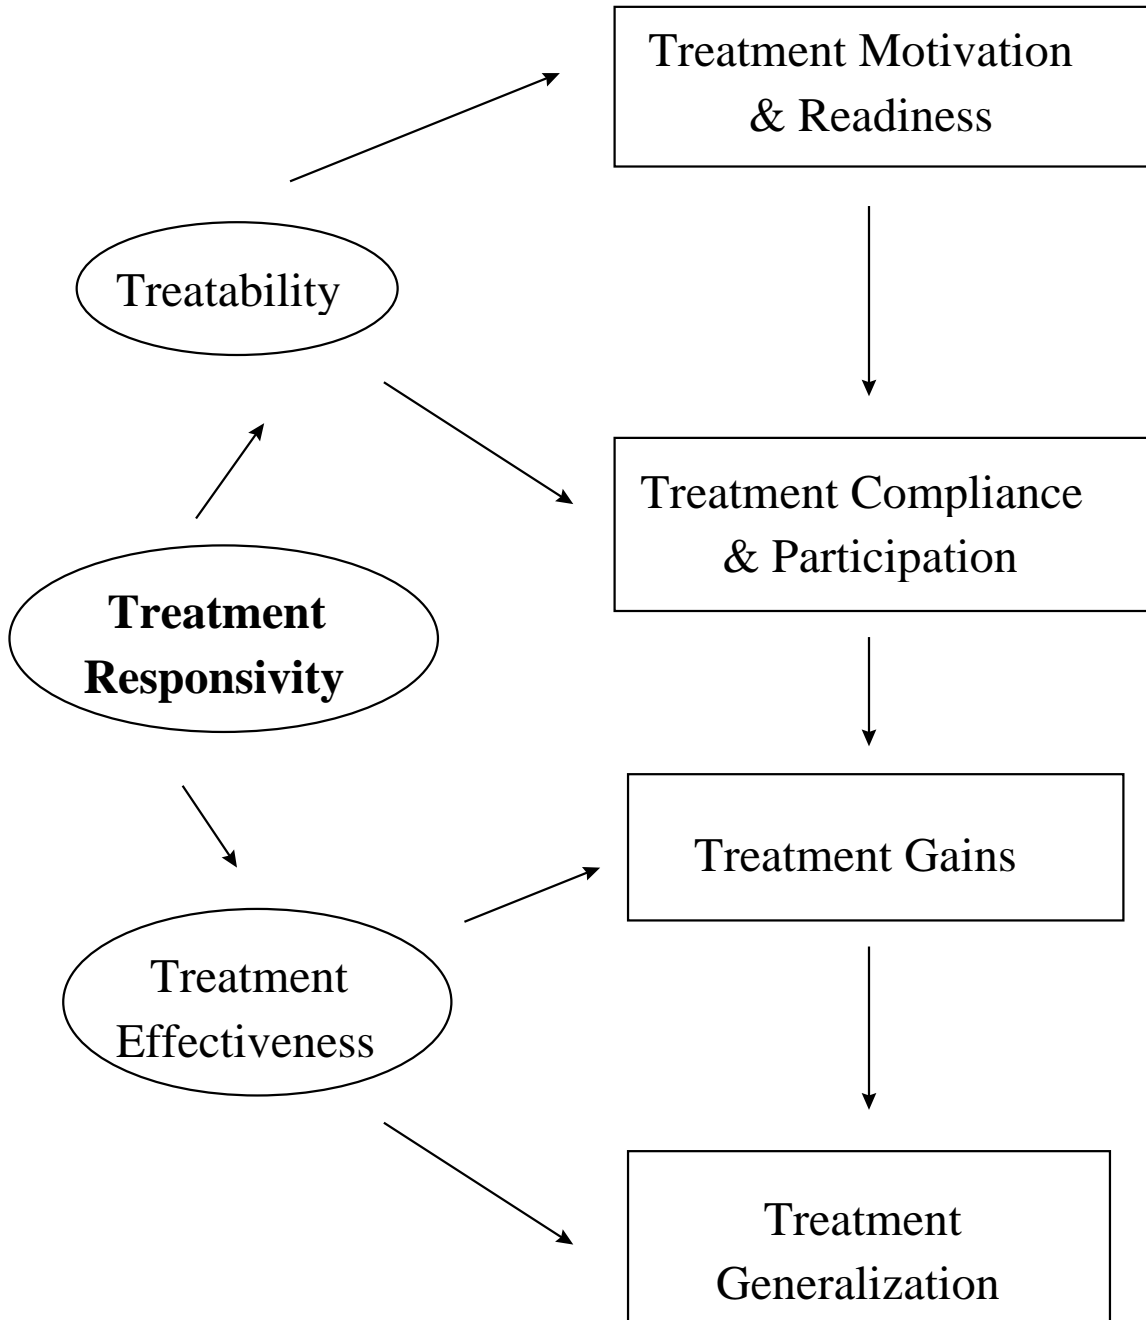 Treatment Motivation
& Readiness
Treatability
Treatment Compliance
& Participation
Treatment
Responsivity
Treatment Gains
Treatment
Effectiveness
Treatment
Generalization